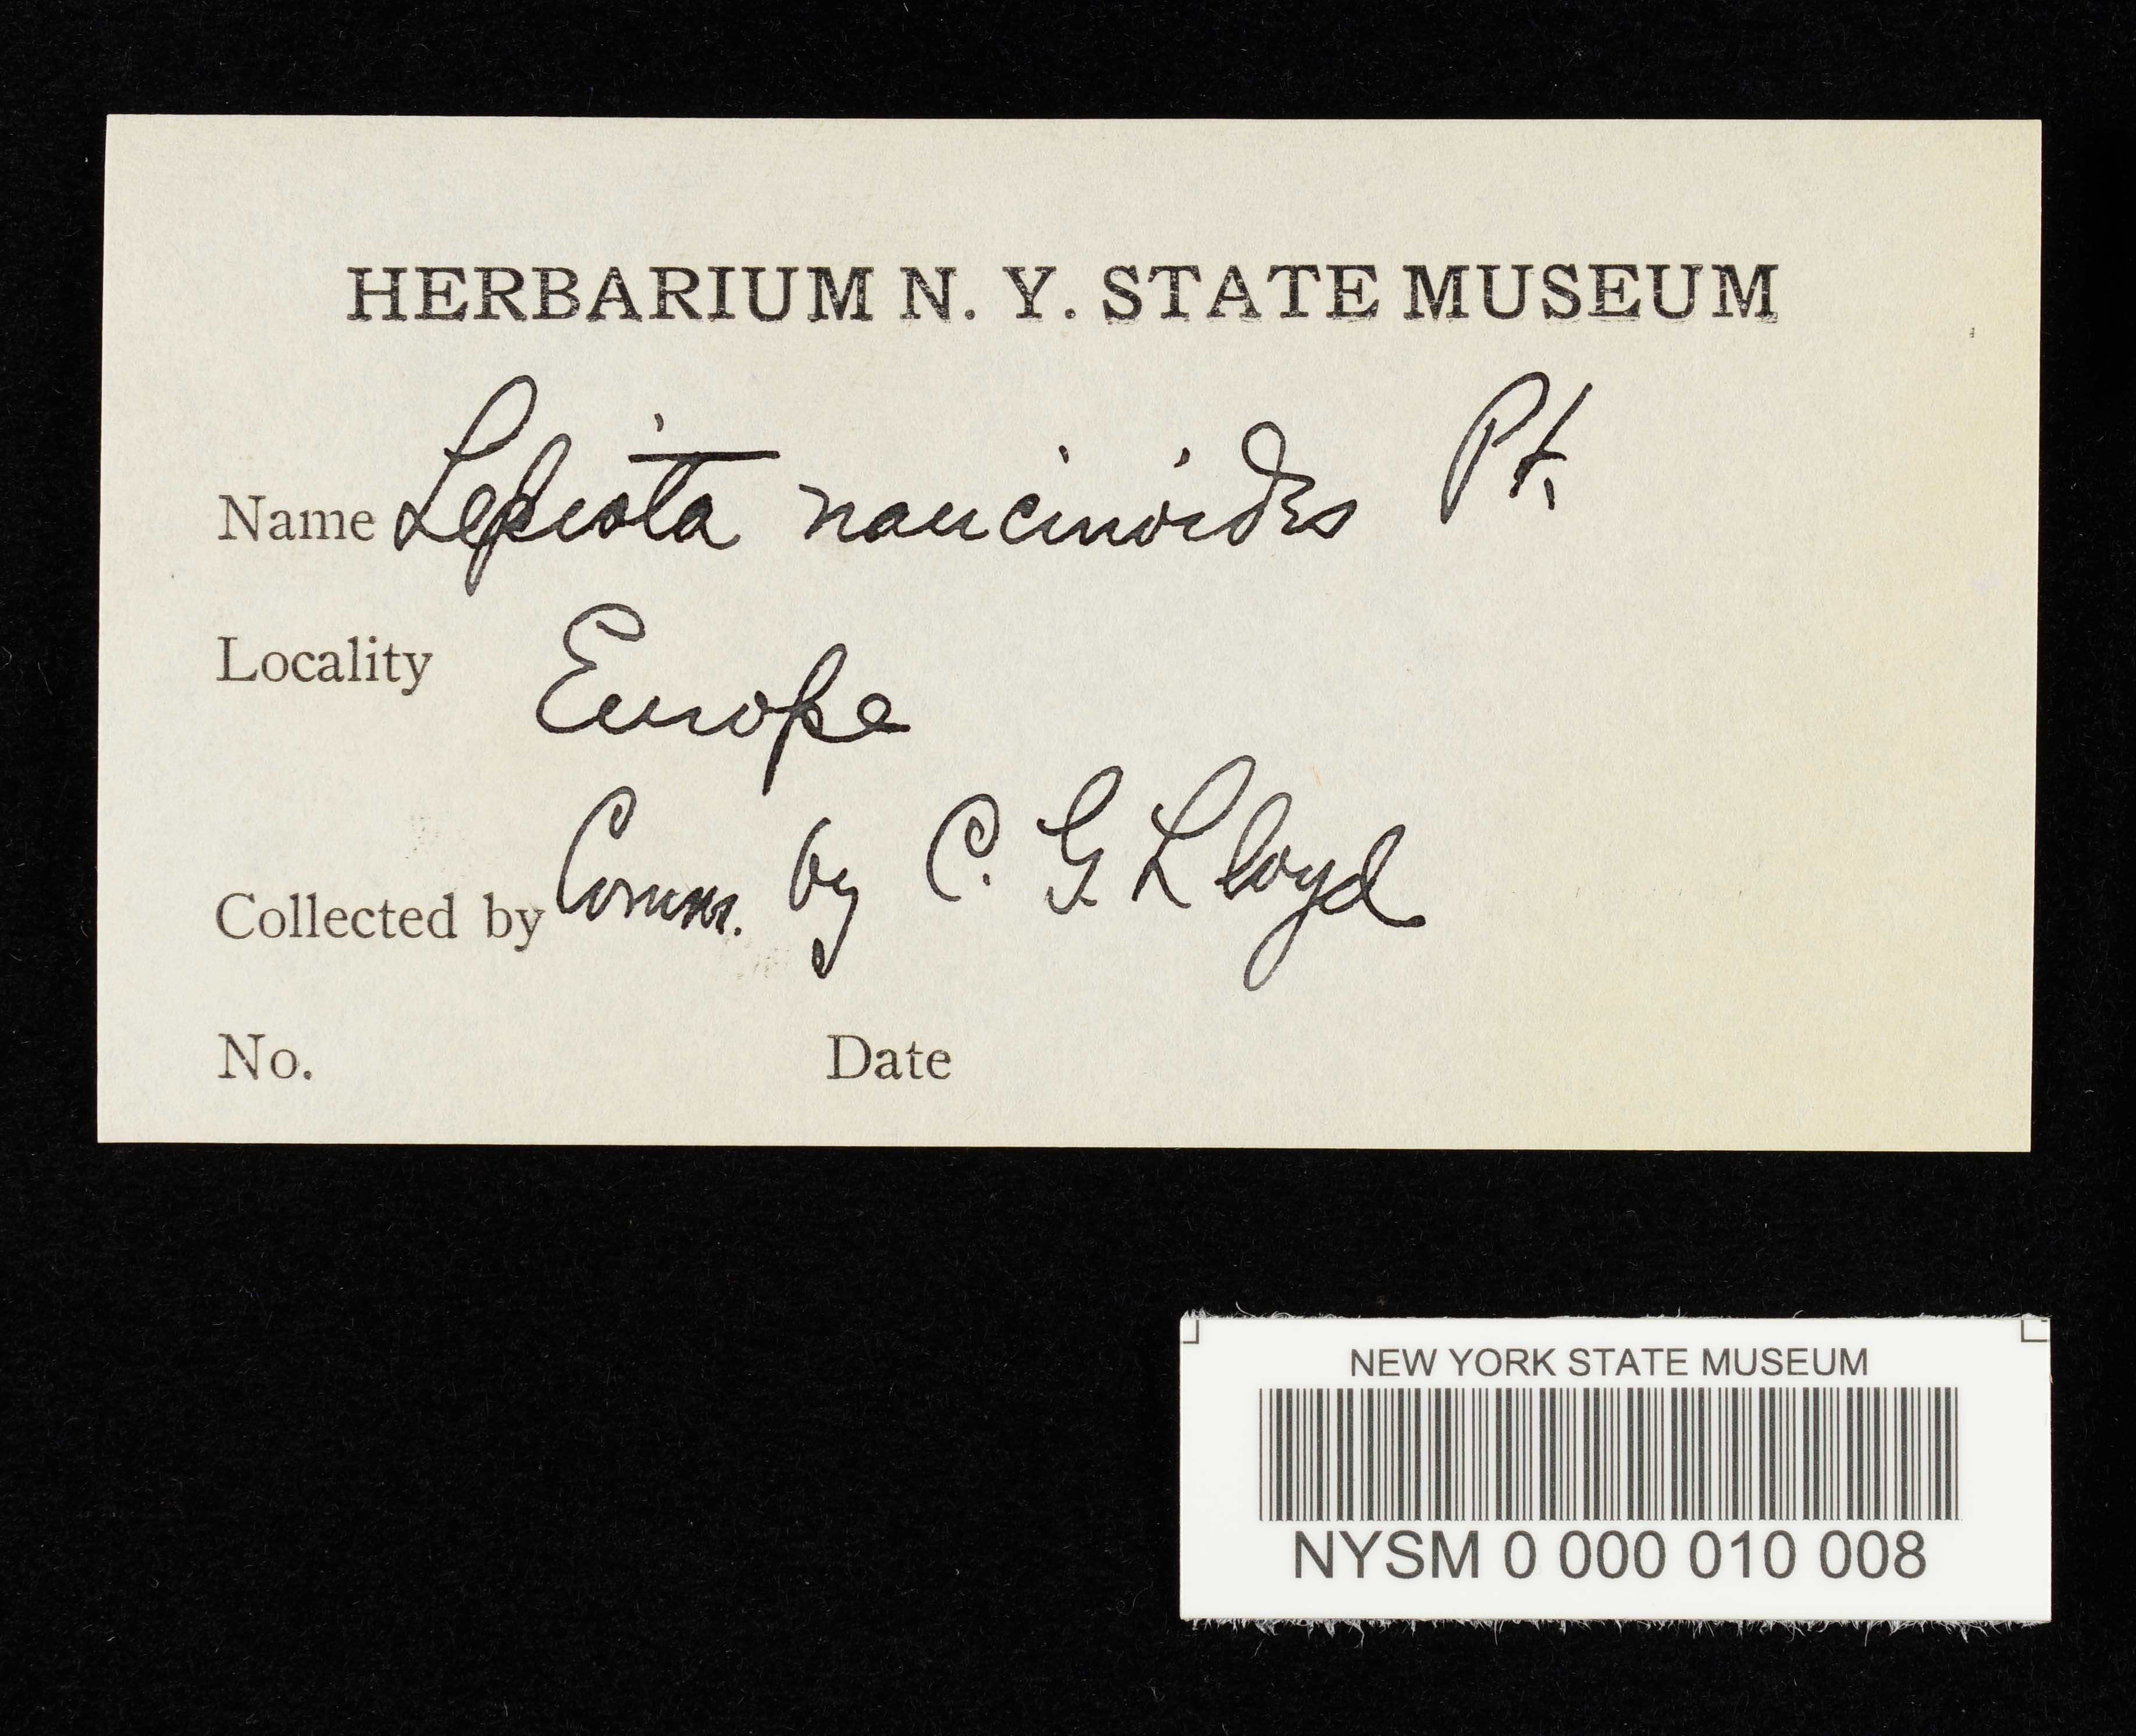 HERBARIUM N. Y. STATE MUSEUM
Name Lepiota naucinoides Pk.
Locality Europe
Collected by Comm. by C. G. Lloyd
No. Date
NEW YORK STATE MUSEUM
NYSM 0 000 010 008